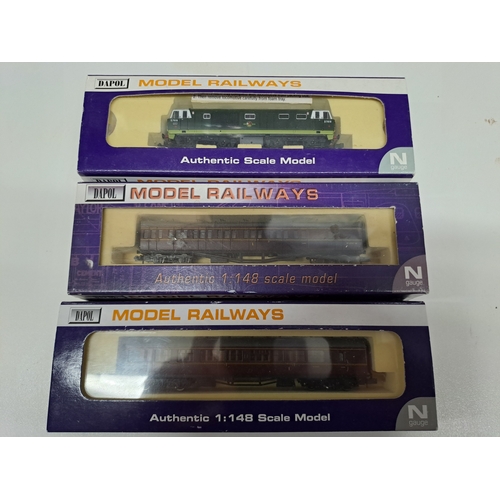 DAPOL MODEL RAILWAYS
Authentic Scale Model
N
gauge
DAPOL MODEL RAILWAYS
Authentic 1:148 scale model
N
gauge
DAPOL MODEL RAILWAYS
Authentic 1:148 Scale Model
N
gauge